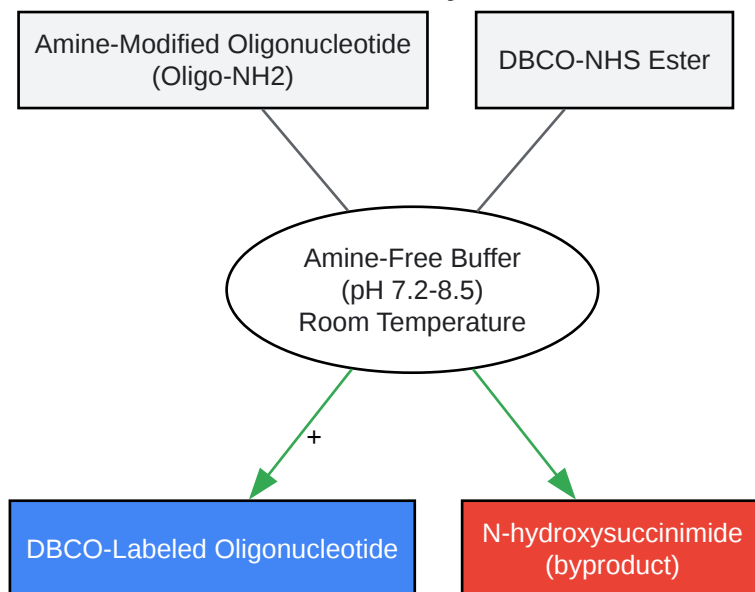 Amine-Modified Oligonucleotide
(Oligo-NH2)
DBCO-NHS Ester
Amine-Free Buffer
(pH 7.2-8.5)
Room Temperature
+
DBCO-Labeled Oligonucleotide
N-hydroxysuccinimide
(byproduct)